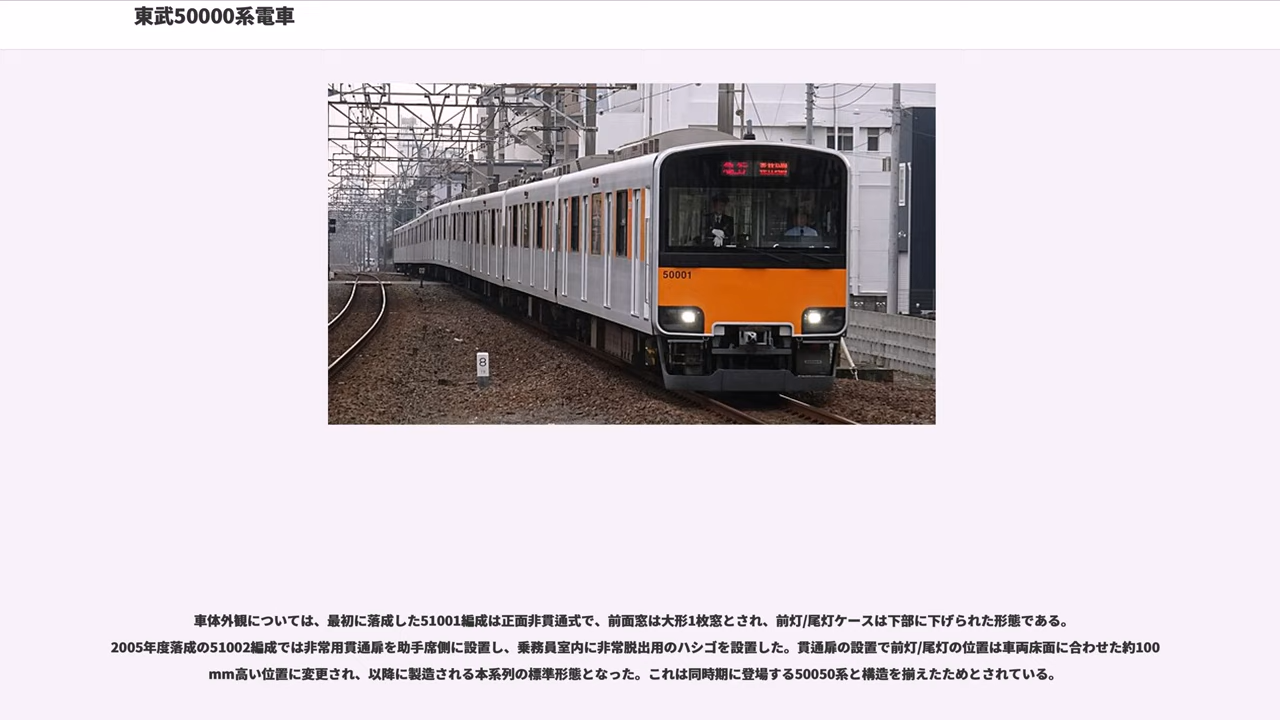 東武50000系電車
急行
50001
8
車体外観については、最初に落成した51001編成は正面非貫通式で、前面窓は大形1枚窓とされ、前灯/尾灯ケースは下部に下げられた形態である。
2005年度落成の51002編成では非常用貫通扉を助手席側に設置し、乗務員室内に非常脱出用のハシゴを設置した。貫通扉の設置で前灯/尾灯の位置は車両床面に合わせた約100
mm高い位置に変更され、以降に製造される本系列の標準形態となった。これは同時期に登場する50050系と構造を揃えたためとされている。